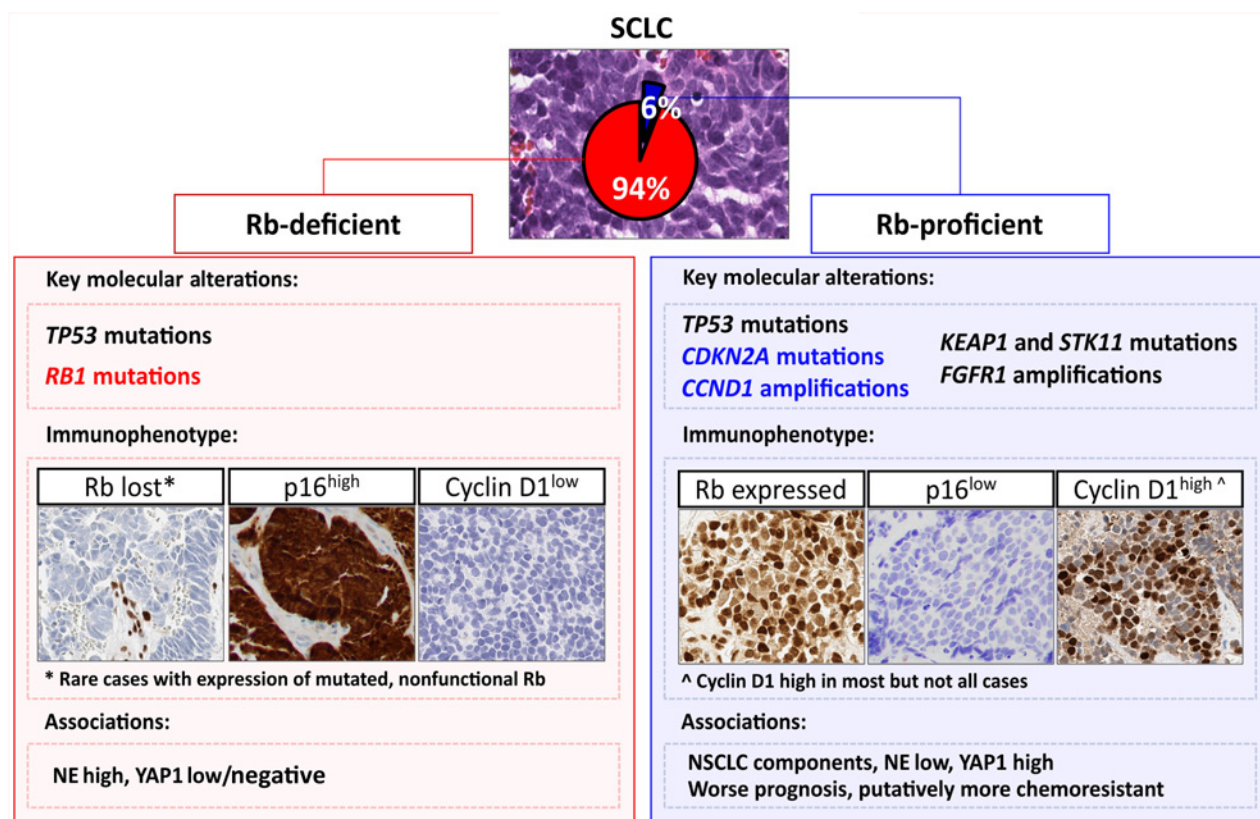 SCLC
6%
94%
Rb-deficient
Key molecular alterations:
TP53 mutations
RB1 mutations
Immunophenotype:
Rb lost*
p16high
Cyclin D1low
* Rare cases with expression of mutated, nonfunctional Rb
Associations:
NE high, YAP1 low/negative
Rb-proficient
Key molecular alterations:
TP53 mutations
CDKN2A mutations
CCND1 amplifications
KEAP1 and STK11 mutations
FGFR1 amplifications
Immunophenotype:
Rb expressed
p16low
Cyclin D1high ^
^ Cyclin D1 high in most but not all cases
Associations:
NSCLC components, NE low, YAP1 high
Worse prognosis, putatively more chemoresistant